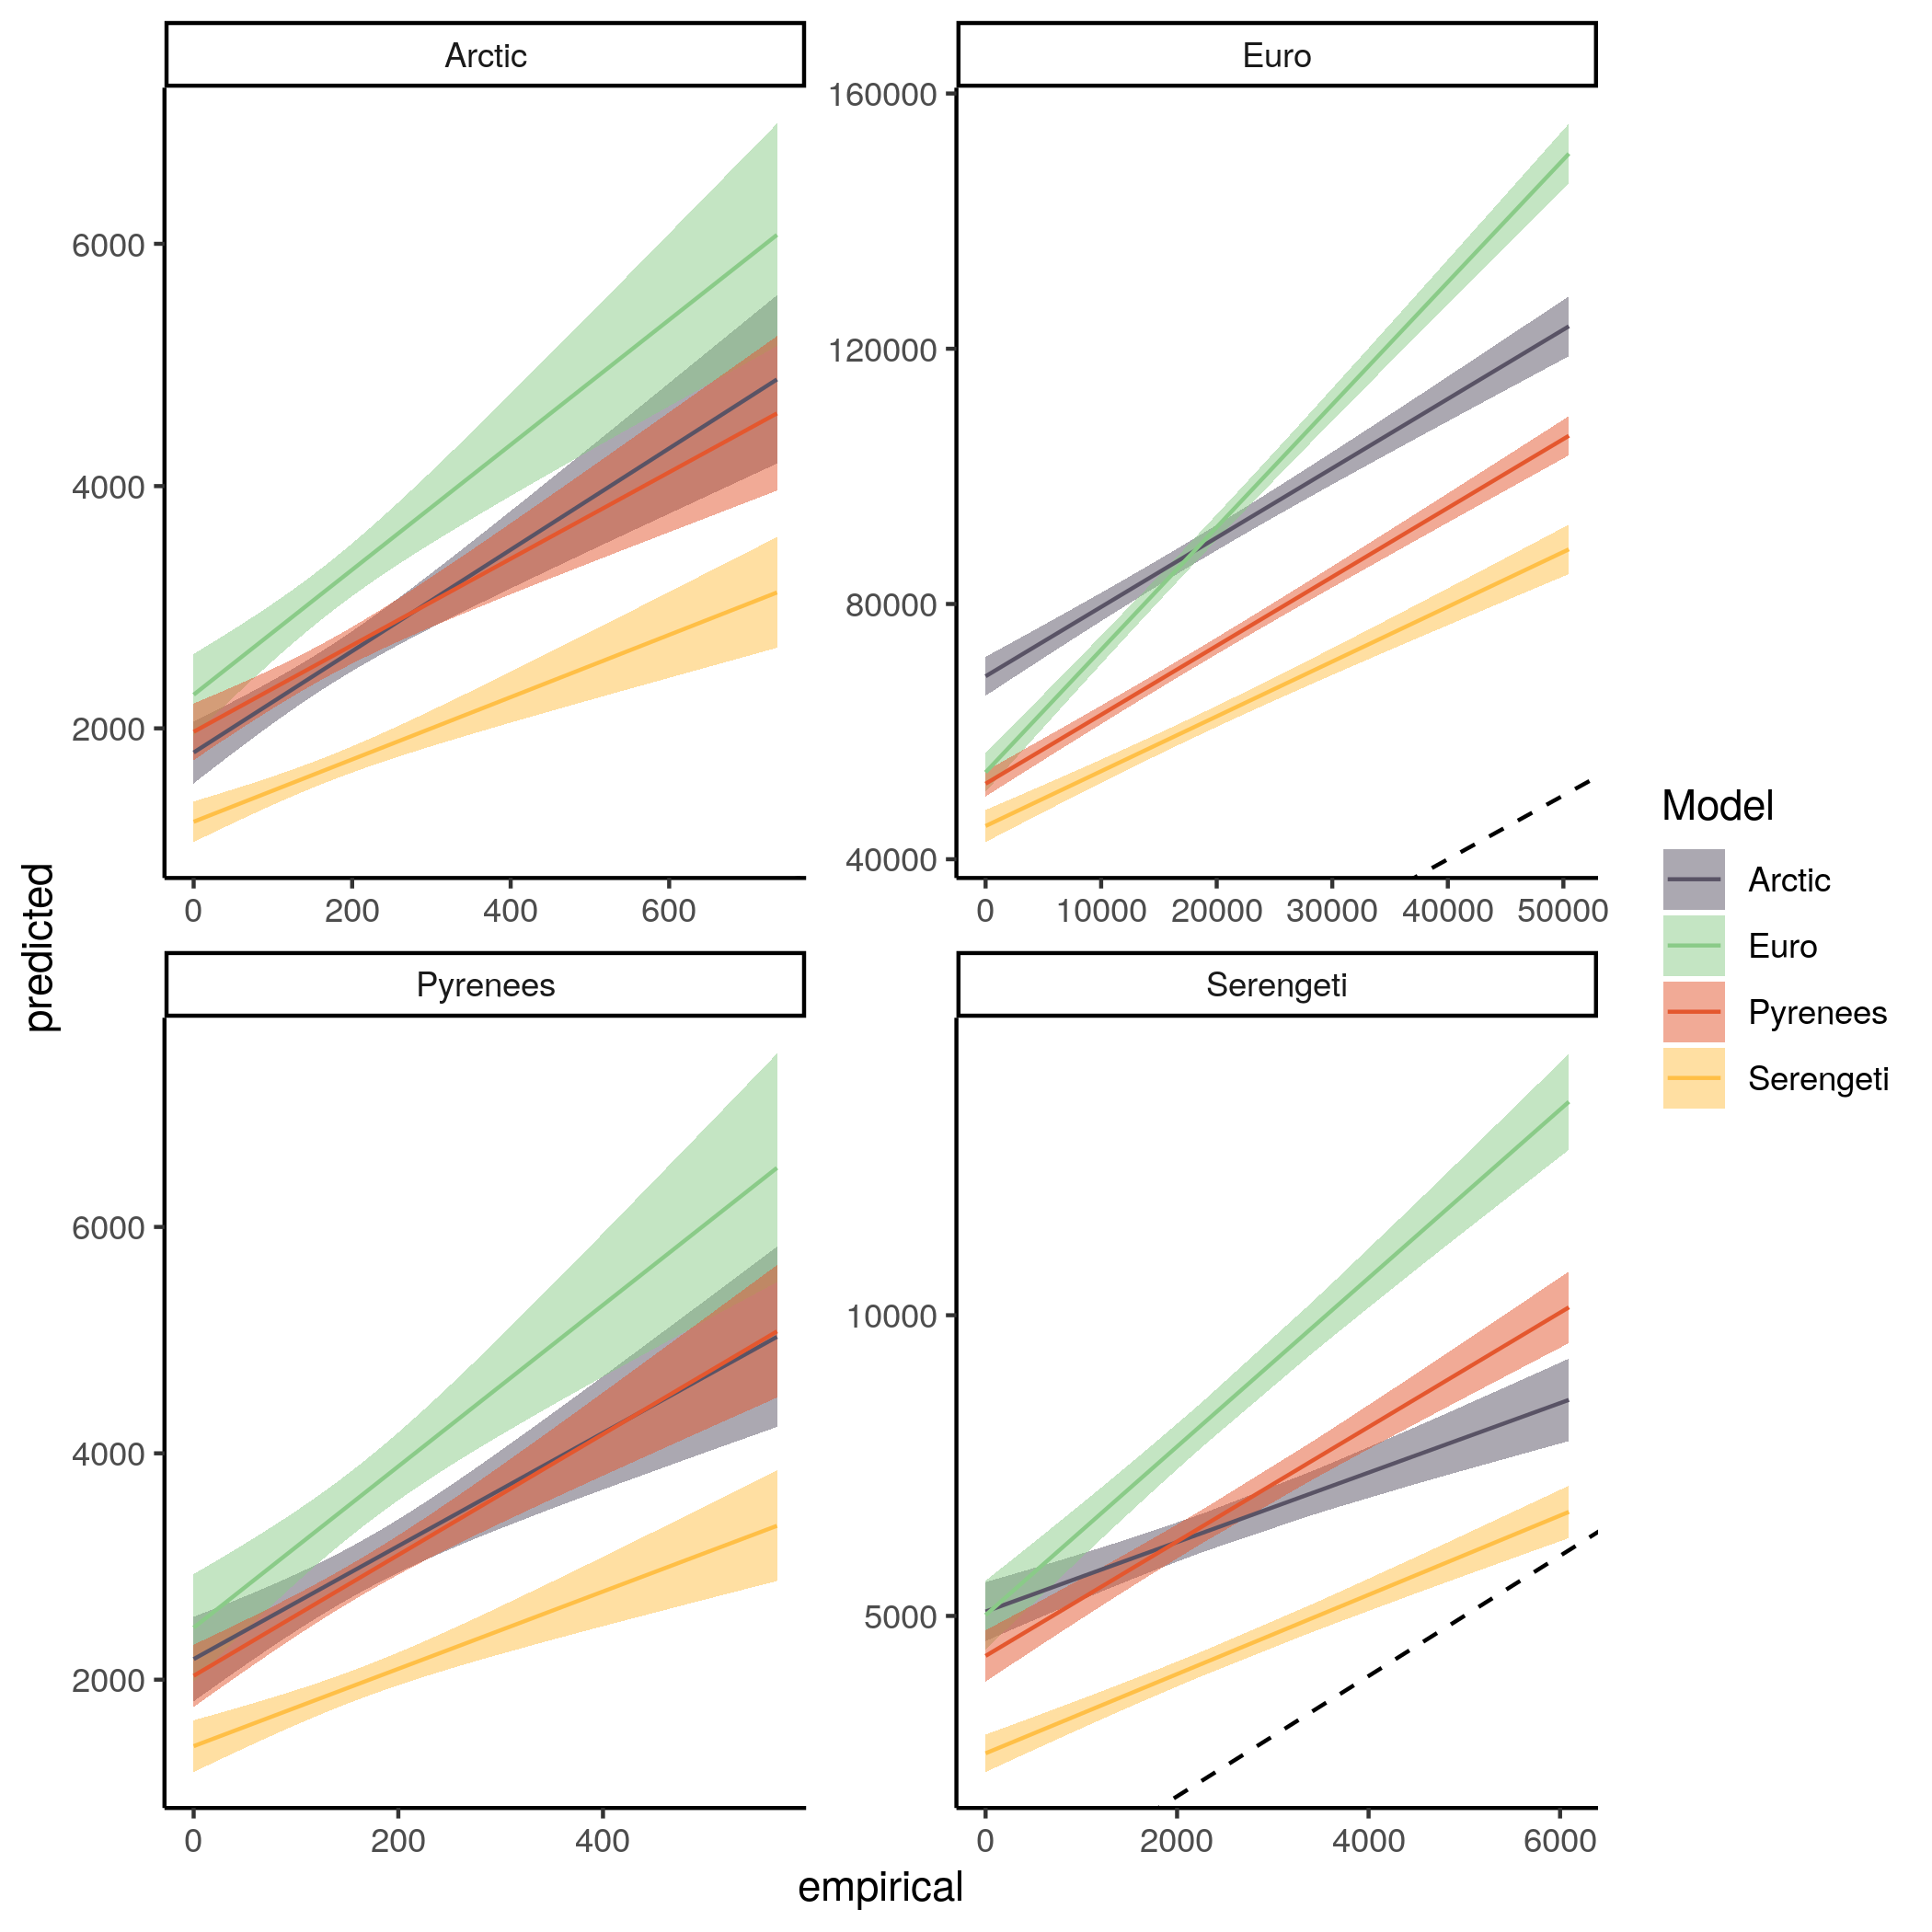 Arctic
Euro
160000
120000
80000
40000
6000
4000
2000
0 200 400 600
0 10000 20000 30000 40000 50000
predicted
Pyrenees
Serengeti
6000
4000
2000
10000
5000
0 200 400
0 2000 4000 6000
empirical
Model
Arctic
Euro
Pyrenees
Serengeti